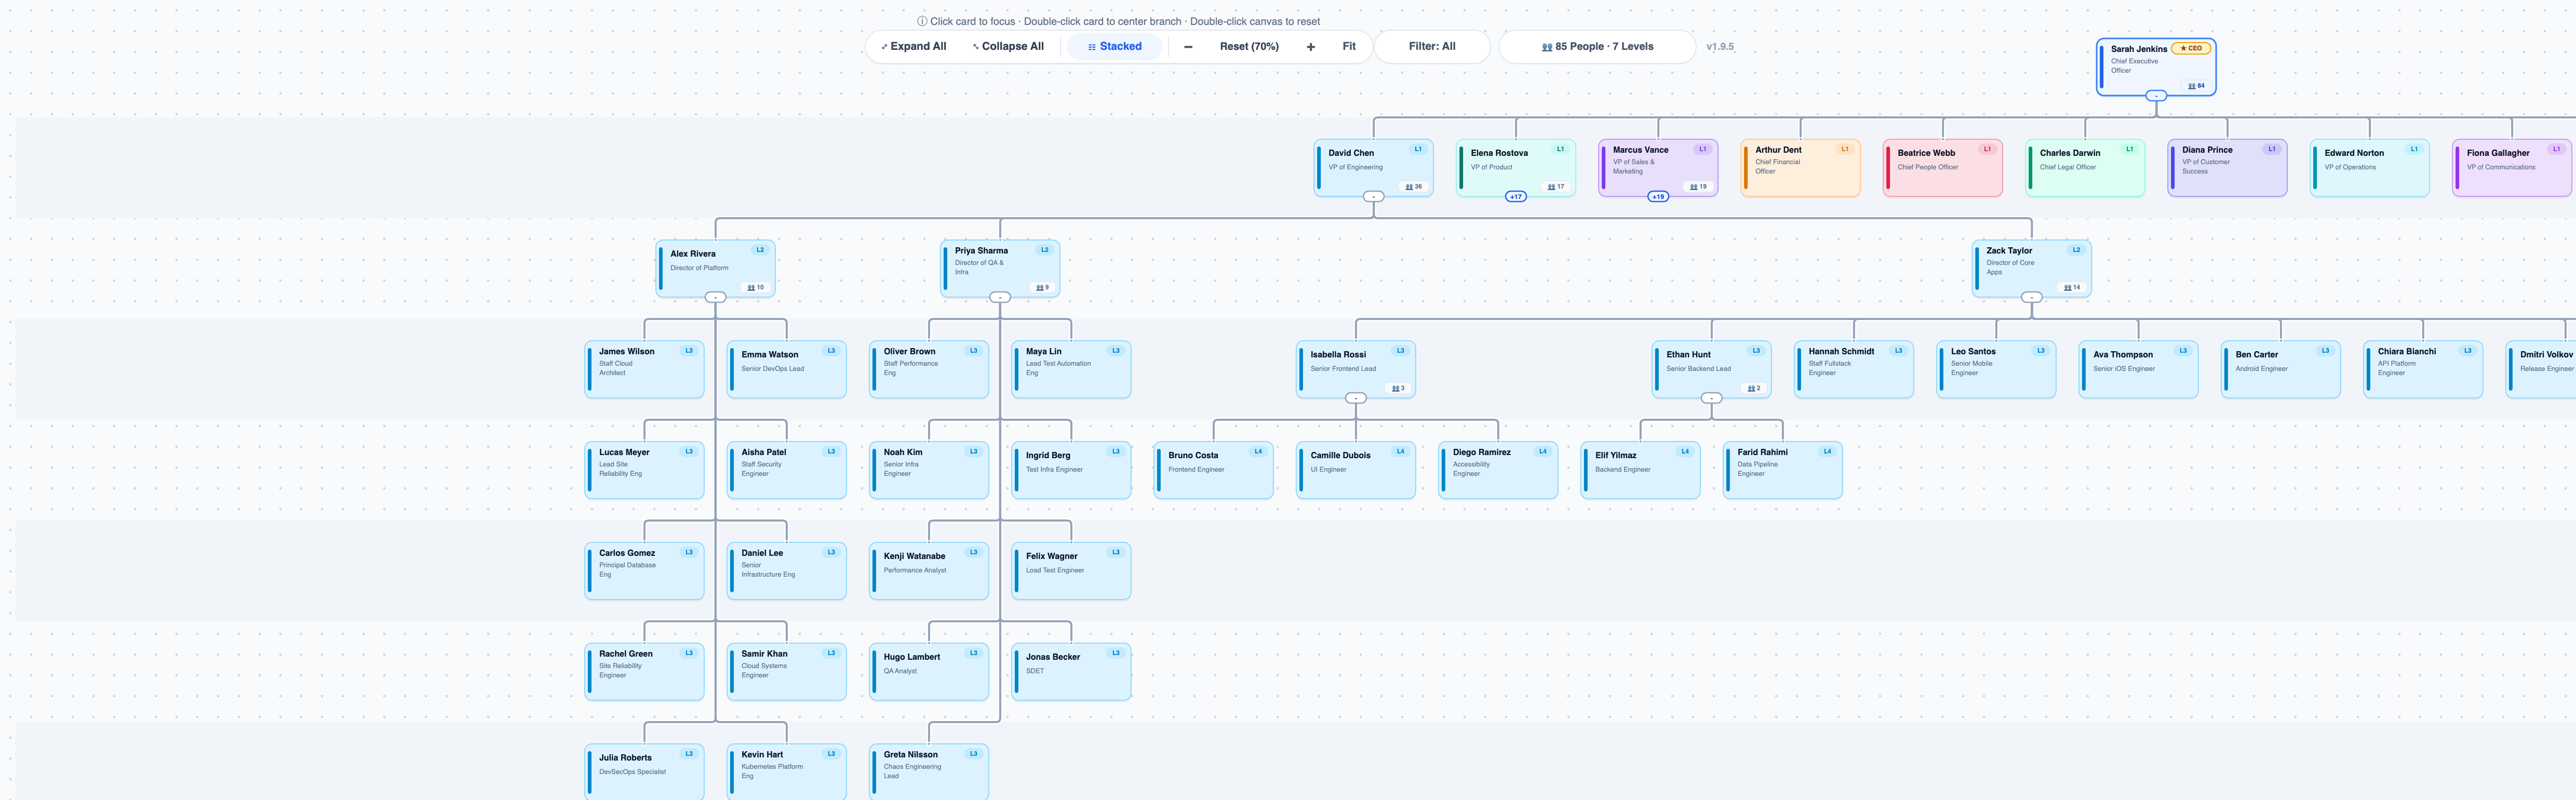 ⓘ Click card to focus · Double-click card to center branch · Double-click canvas to reset
Expand All
Collapse All
Stacked
−
Reset (70%)
+
Fit
Filter: All
85 People · 7 Levels
v1.9.5
Sarah Jenkins
★ CEO
Chief Executive
Officer
84
-
David Chen
L1
VP of Engineering
36
-
Elena Rostova
L1
VP of Product
17
+17
Marcus Vance
L1
VP of Sales &
Marketing
19
+19
Arthur Dent
L1
Chief Financial
Officer
Beatrice Webb
L1
Chief People Officer
Charles Darwin
L1
Chief Legal Officer
Diana Prince
L1
VP of Customer
Success
Edward Norton
L1
VP of Operations
Fiona Gallagher
L1
VP of Communications
Alex Rivera
L2
Director of Platform
10
-
Priya Sharma
L2
Director of QA &
Infra
9
-
Zack Taylor
L2
Director of Core
Apps
14
-
James Wilson
L3
Staff Cloud
Architect
Emma Watson
L3
Senior DevOps Lead
Oliver Brown
L3
Staff Performance
Eng
Maya Lin
L3
Lead Test Automation
Eng
Isabella Rossi
L3
Senior Frontend Lead
3
-
Ethan Hunt
L3
Senior Backend Lead
2
-
Hannah Schmidt
L3
Staff Fullstack
Engineer
Leo Santos
L3
Senior Mobile
Engineer
Ava Thompson
L3
Senior iOS Engineer
Ben Carter
L3
Android Engineer
Chiara Bianchi
L3
API Platform
Engineer
Dmitri Volkov
Release Engineer
Lucas Meyer
L3
Lead Site
Reliability Eng
Aisha Patel
L3
Staff Security
Engineer
Noah Kim
L3
Senior Infra
Engineer
Ingrid Berg
L3
Test Infra Engineer
Bruno Costa
L4
Frontend Engineer
Camille Dubois
L4
UI Engineer
Diego Ramirez
L4
Accessibility
Engineer
Elif Yilmaz
L4
Backend Engineer
Farid Rahimi
L4
Data Pipeline
Engineer
Carlos Gomez
L3
Principal Database
Eng
Daniel Lee
L3
Senior
Infrastructure Eng
Kenji Watanabe
L3
Performance Analyst
Felix Wagner
L3
Load Test Engineer
Rachel Green
L3
Site Reliability
Engineer
Samir Khan
L3
Cloud Systems
Engineer
Hugo Lambert
L3
QA Analyst
Jonas Becker
L3
SDET
Julia Roberts
L3
DevSecOps Specialist
Kevin Hart
L3
Kubernetes Platform
Eng
Greta Nilsson
L3
Chaos Engineering
Lead